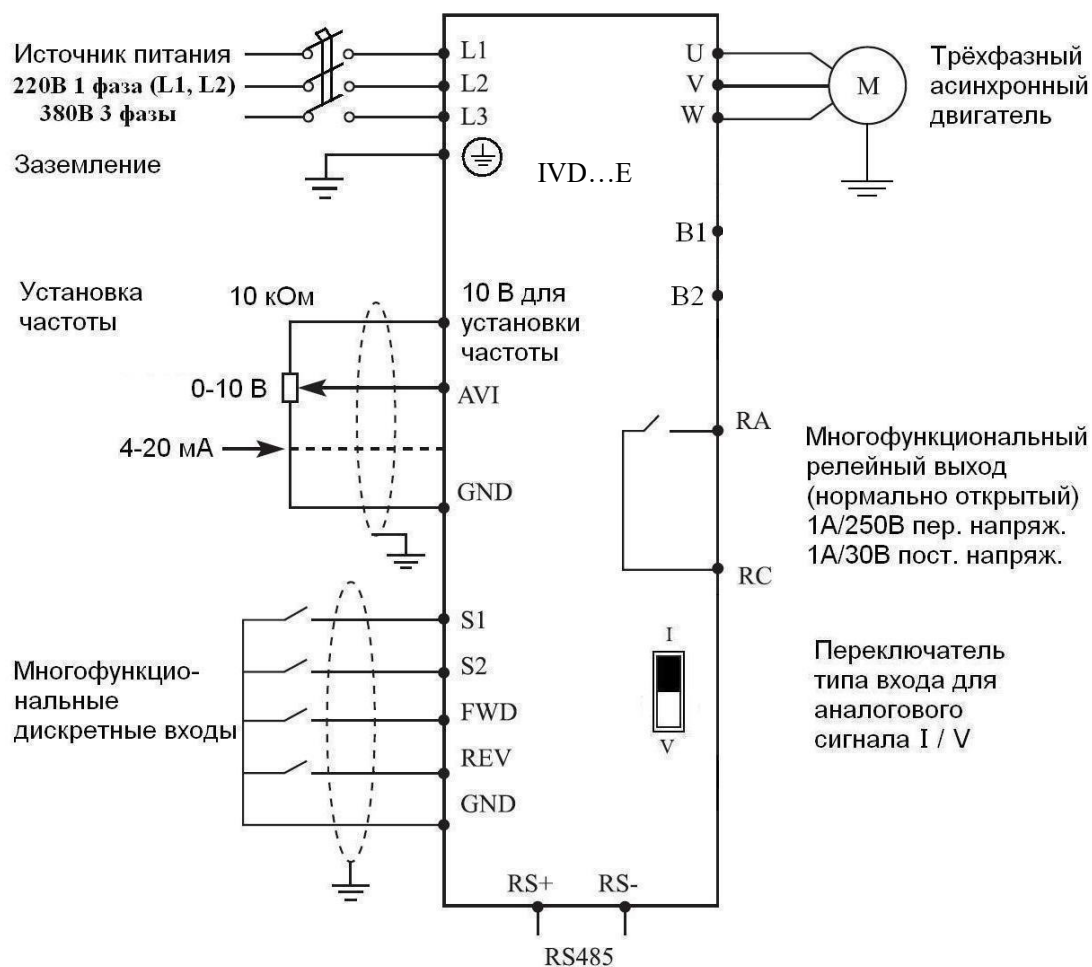 Источник питания
220В 1 фаза (L1, L2)
380В 3 фазы
Заземление
L1
L2
L3
IVD…E
U
V
W
M
Трёхфазный
асинхронный
двигатель
B1
B2
Установка
частоты
10 кОм
10 В для
установки
частоты
0-10 В
AVI
4-20 мА
GND
RA
RC
Многофункциональный
релейный выход
(нормально открытый)
1А/250В пер. напряж.
1А/30В пост. напряж.
Многофункцио-
нальные
дискретные входы
S1
S2
FWD
REV
GND
I
V
Переключатель
типа входа для
аналогового
сигнала I / V
RS+
RS-
RS485